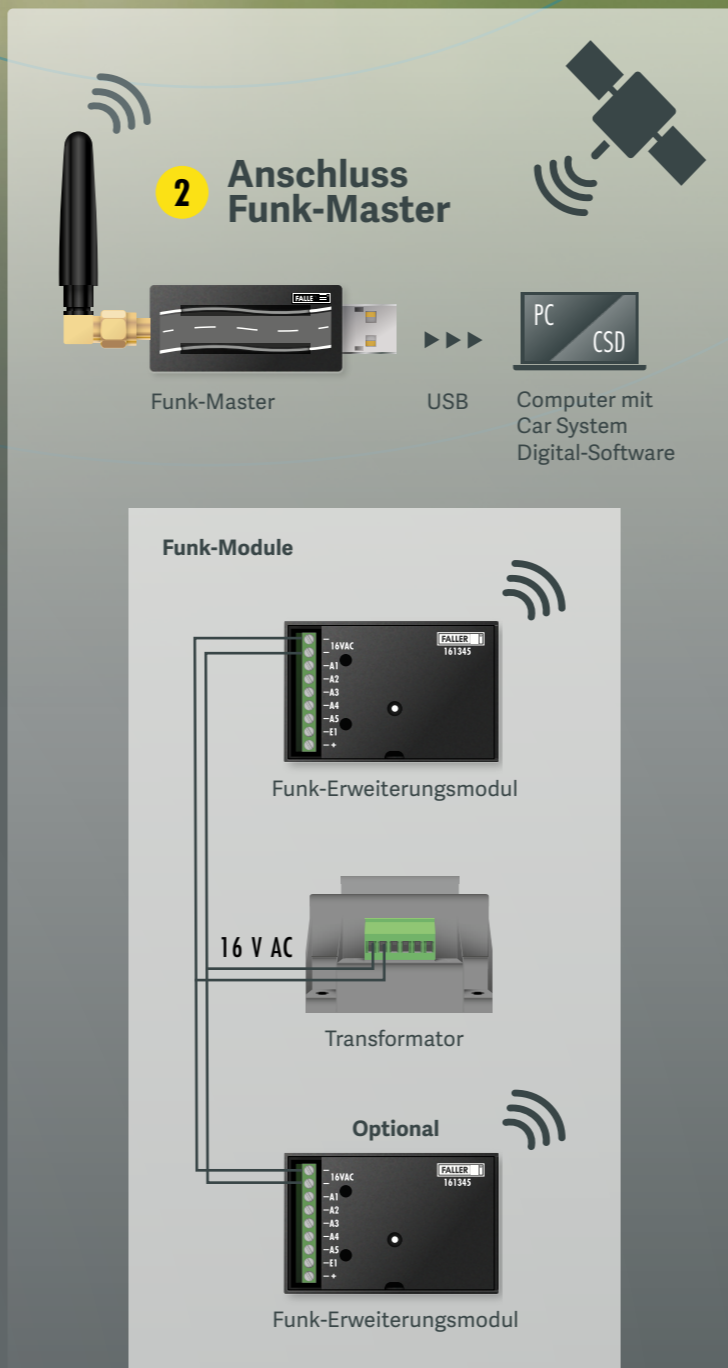 2
Anschluss
Funk-Master
FALLE
PC
CSD
Funk-Master
USB
Computer mit
Car System
Digital-Software
Funk-Module
–
16VAC
–
–A1
–A2
–A3
–A4
–A5
–E1
–+
FALLER
161345
Funk-Erweiterungsmodul
16 V AC
Transformator
Optional
–
16VAC
–
–A1
–A2
–A3
–A4
–A5
–E1
–+
FALLER
161345
Funk-Erweiterungsmodul